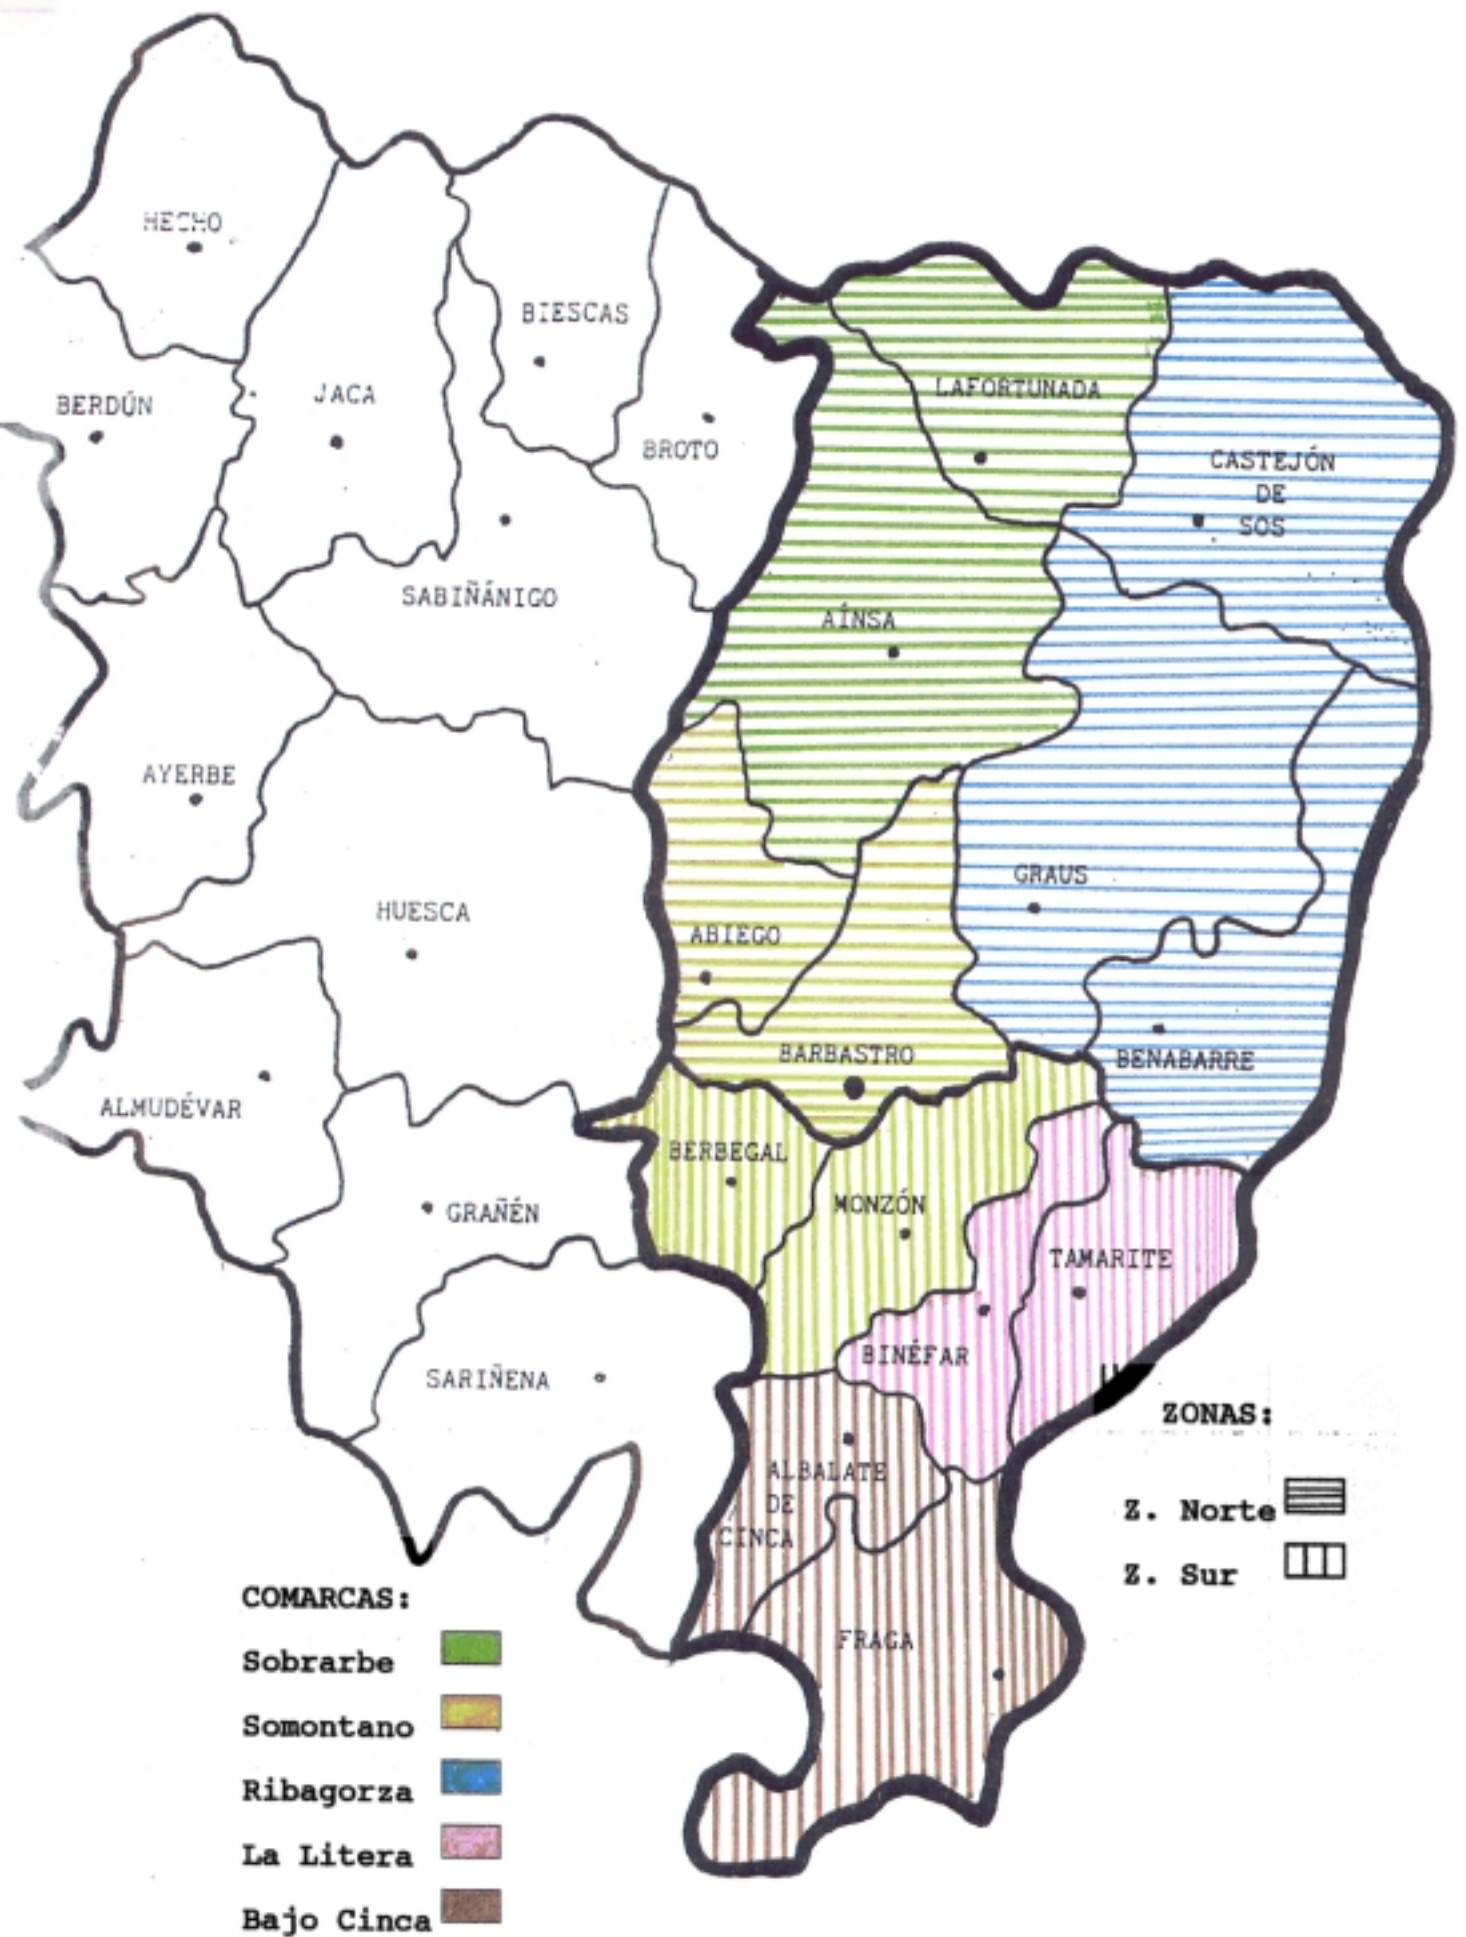 HECHO
BIESCAS
BERDÚN
JACA
BROTO
LAFORTUNADA
CASTEJÓN
DE
SOS
SABIÑÁNIGO
AÍNSA
AYERBE
HUESCA
GRAUS
ABIEGO
BARBASTRO
BENABARRE
ALMUDÉVAR
BERBEGAL
GRAÑÉN
MONZÓN
TAMARITE
SARIÑENA
BINÉFAR
ALBALATE
DE
CINCA
FRAGA
ZONAS:
Z. Norte
Z. Sur
COMARCAS:
Sobrarbe
Somontano
Ribagorza
La Litera
Bajo Cinca